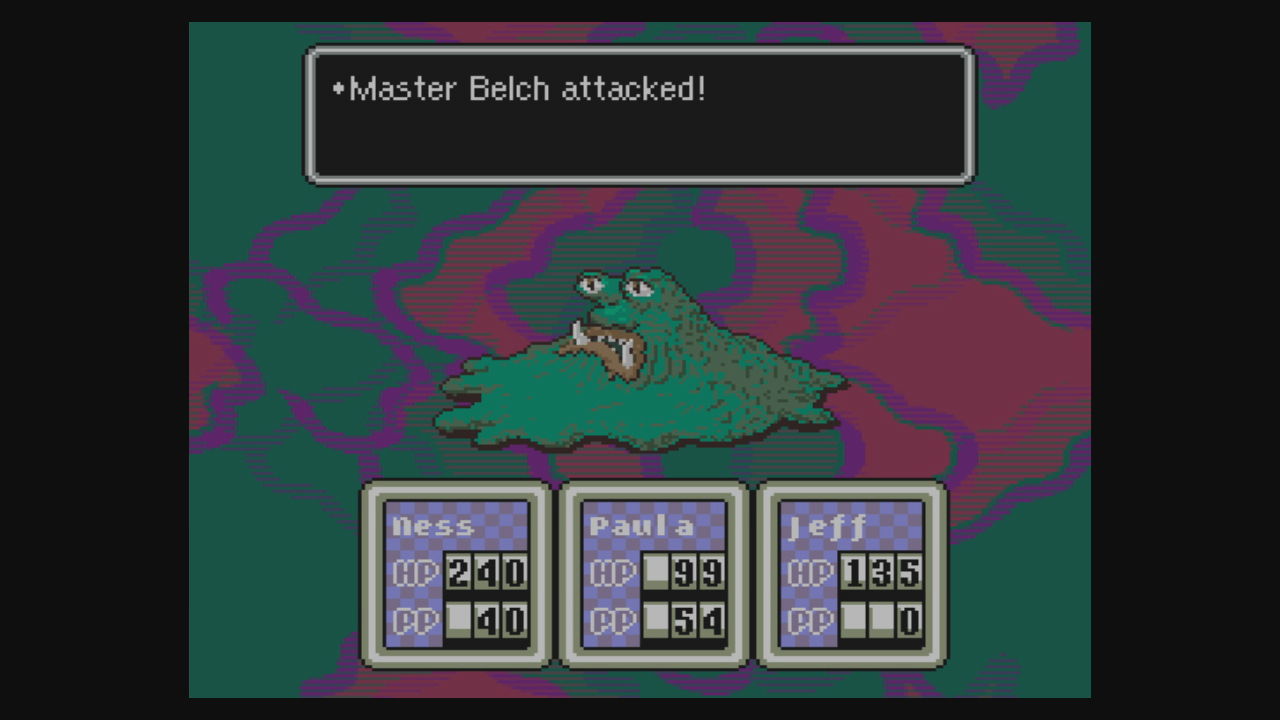 •Master Belch attacked!
Ness Paula Jeff
HP 240 HP 99 HP 135
PP 40 PP 54 PP 0